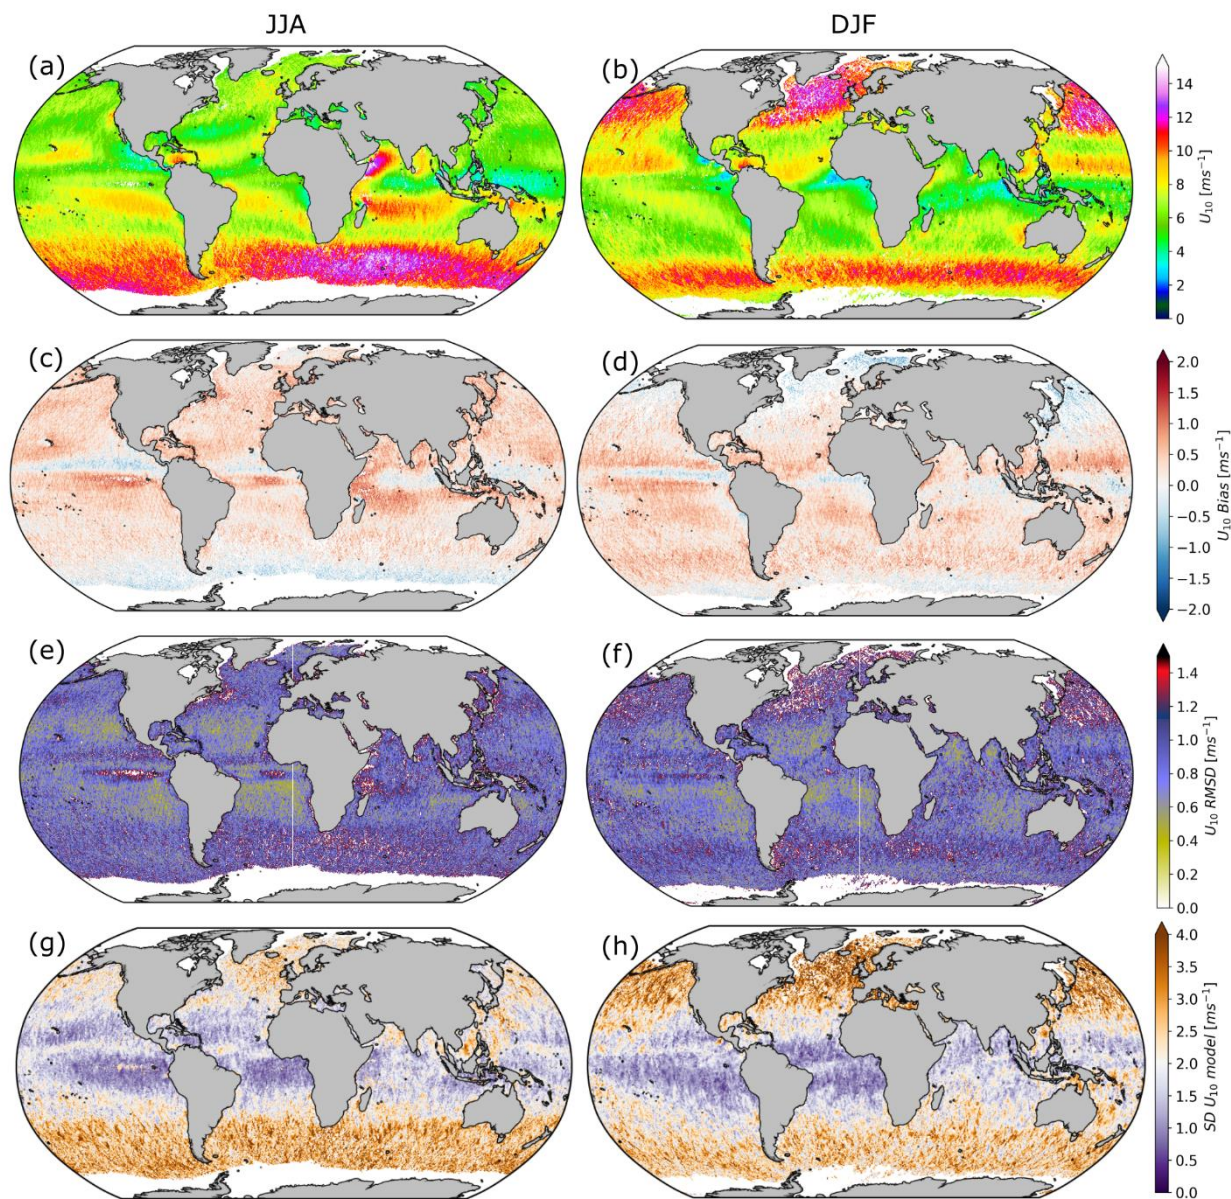 JJA
DJF
(a)
(b)
14
12
10
8
6
4
2
0
U₁₀ [ms⁻¹]
(c)
(d)
2.0
1.5
1.0
0.5
0.0
−0.5
−1.0
−1.5
−2.0
U₁₀ Bias [ms⁻¹]
(e)
(f)
1.4
1.2
1.0
0.8
0.6
0.4
0.2
0.0
U₁₀ RMSD [ms⁻¹]
(g)
(h)
4.0
3.5
3.0
2.5
2.0
1.5
1.0
0.5
0.0
SD U₁₀ model [ms⁻¹]